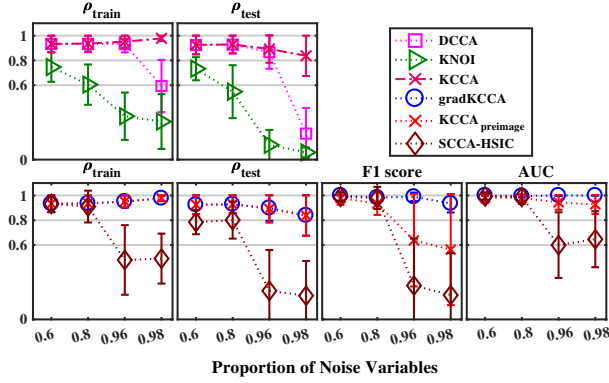 ρtrain ρtest
1
0.9
0.6
0
DCCA
KNOI
KCCA
gradKCCA
KCCApreimage
SCCA-HSIC
ρtrain ρtest F1 score AUC
1
0.9
0.6
0
0.6 0.8 0.96 0.98 0.6 0.8 0.96 0.98 0.6 0.8 0.96 0.98 0.6 0.8 0.96 0.98
Proportion of Noise Variables